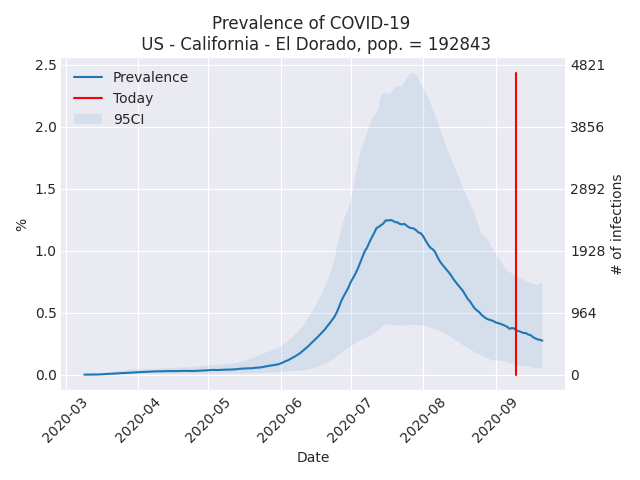 Prevalence of COVID-19
US - California - El Dorado, pop. = 192843
Prevalence
Today
95CI
2.5
2.0
1.5
1.0
0.5
0.0
%
4821
3856
2892
1928
964
0
# of infections
2020-03
2020-04
2020-05
2020-06
2020-07
2020-08
2020-09
Date